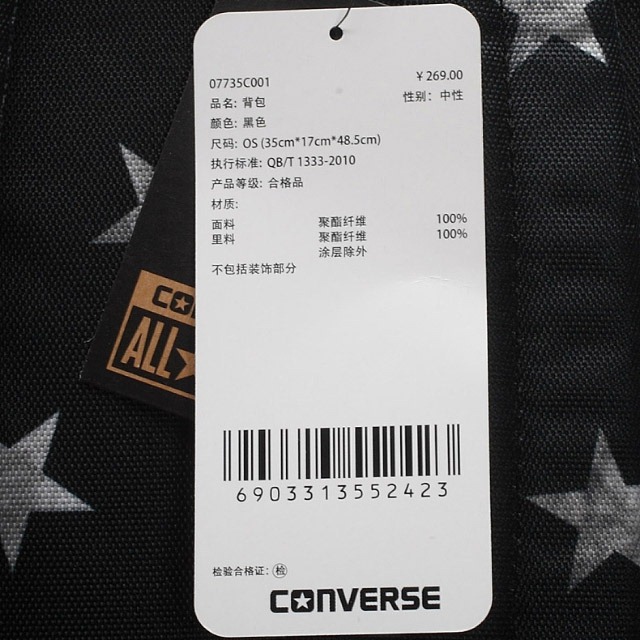 07735C001 ￥269.00
品名: 背包 性别: 中性
颜色: 黑色
尺码: OS (35cm*17cm*48.5cm)
执行标准: QB/T 1333-2010
产品等级: 合格品
材质:
面料 聚酯纤维 100%
里料 聚酯纤维 100%
涂层除外
不包括装饰部分
6903313552423
检验合格证: 检
CONVERSE
ALL